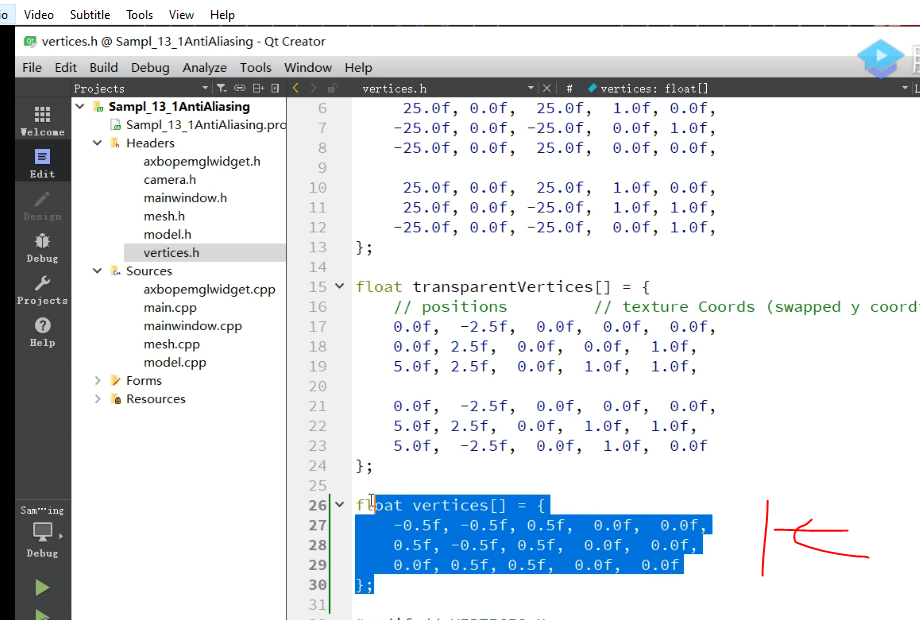 io Video Subtitle Tools View Help
vertices.h @ Sampl_13_1AntiAliasing - Qt Creator
File Edit Build Debug Analyze Tools Window Help
Projects
vertices.h # vertices: float[]
Welcome
Edit
Design
Debug
Projects
Help
Sam···ing
Debug
Sampl_13_1AntiAliasing
Sampl_13_1AntiAliasing.pro
Headers
axbopemglwidget.h
camera.h
mainwindow.h
mesh.h
model.h
vertices.h
Sources
axbopemglwidget.cpp
main.cpp
mainwindow.cpp
mesh.cpp
model.cpp
Forms
Resources
6 25.0f, 0.0f, 25.0f, 1.0f, 0.0f,
7 -25.0f, 0.0f, -25.0f, 0.0f, 1.0f,
8 -25.0f, 0.0f, 25.0f, 0.0f, 0.0f,
9
10 25.0f, 0.0f, 25.0f, 1.0f, 0.0f,
11 25.0f, 0.0f, -25.0f, 1.0f, 1.0f,
12 -25.0f, 0.0f, -25.0f, 0.0f, 1.0f,
13 };
14
15 float transparentVertices[] = {
16 // positions // texture Coords (swapped y coord
17 0.0f, -2.5f, 0.0f, 0.0f, 0.0f,
18 0.0f, 2.5f, 0.0f, 0.0f, 1.0f,
19 5.0f, 2.5f, 0.0f, 1.0f, 1.0f,
20
21 0.0f, -2.5f, 0.0f, 0.0f, 0.0f,
22 5.0f, 2.5f, 0.0f, 1.0f, 1.0f,
23 5.0f, -2.5f, 0.0f, 1.0f, 0.0f
24 };
25
26 float vertices[] = {
27 -0.5f, -0.5f, 0.5f, 0.0f, 0.0f,
28 0.5f, -0.5f, 0.5f, 0.0f, 0.0f,
29 0.0f, 0.5f, 0.5f, 0.0f, 0.0f
30 };
31